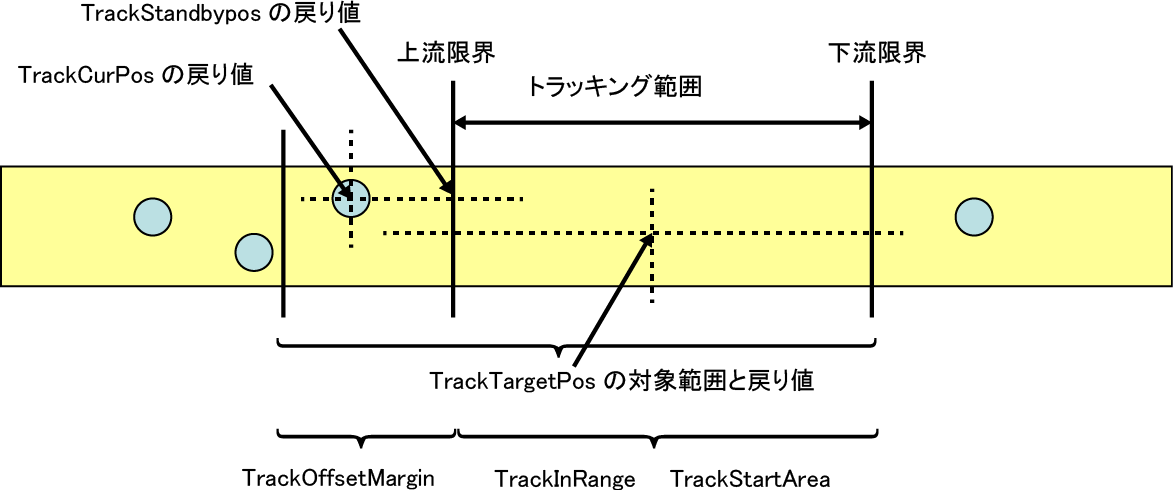 TrackStandbypos の戻り値
上流限界
下流限界
TrackCurPos の戻り値
トラッキング範囲
TrackTargetPos の対象範囲と戻り値
TrackOffsetMargin
TrackInRange
TrackStartArea